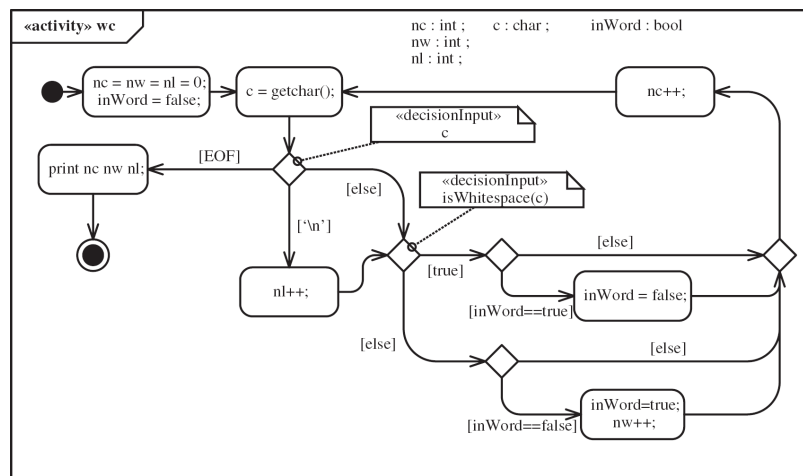 «activity» wc
nc : int ;
c : char ;
inWord : bool
nw : int ;
nl : int ;
nc = nw = nl = 0;
inWord = false;
c = getchar();
nc++;
«decisionInput»
c
[EOF]
print nc nw nl;
[else]
«decisionInput»
isWhitespace(c)
[‘\n’]
[else]
[true]
nl++;
inWord = false;
[inWord==true]
[else]
[else]
inWord=true;
nw++;
[inWord==false]